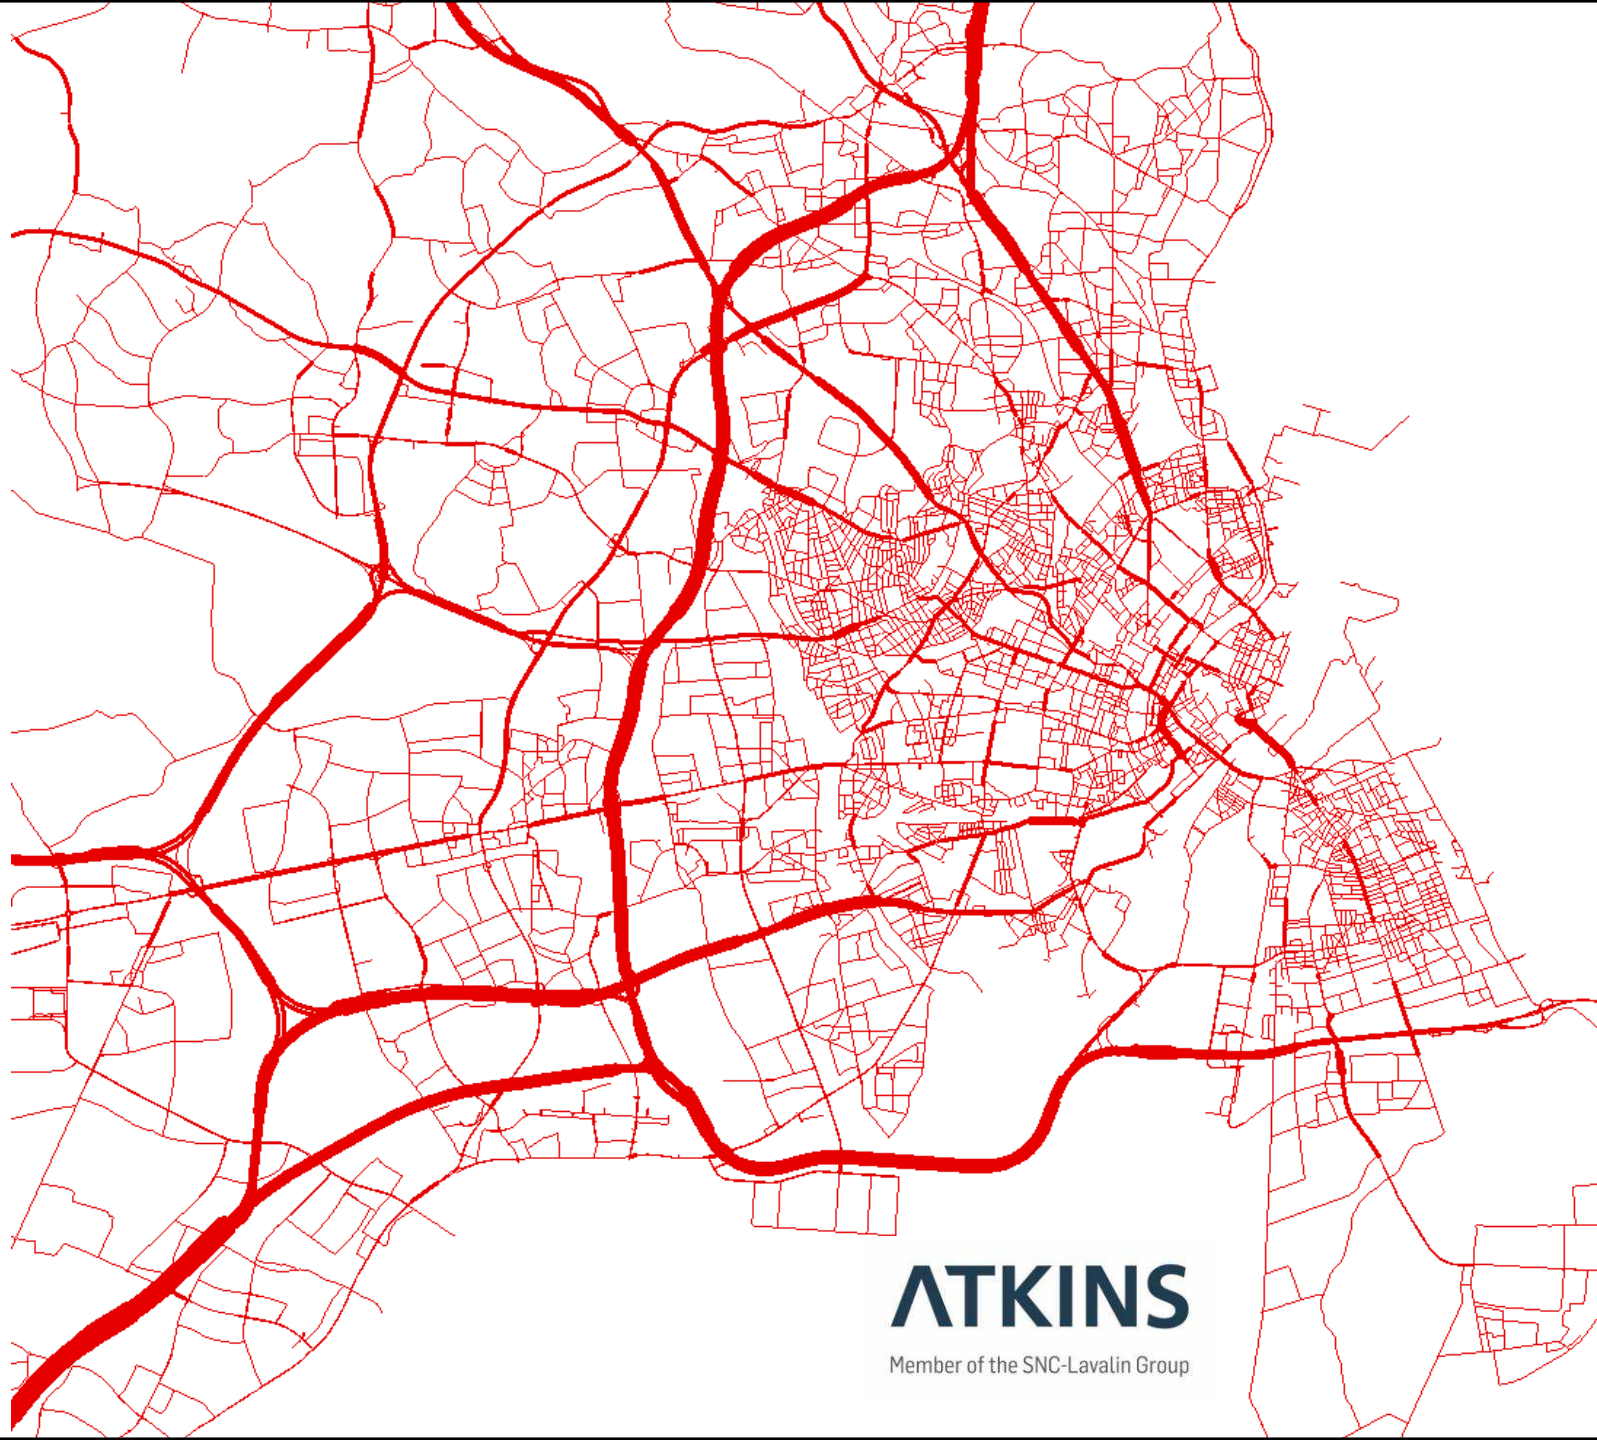 ATKINS
Member of the SNC-Lavalin Group